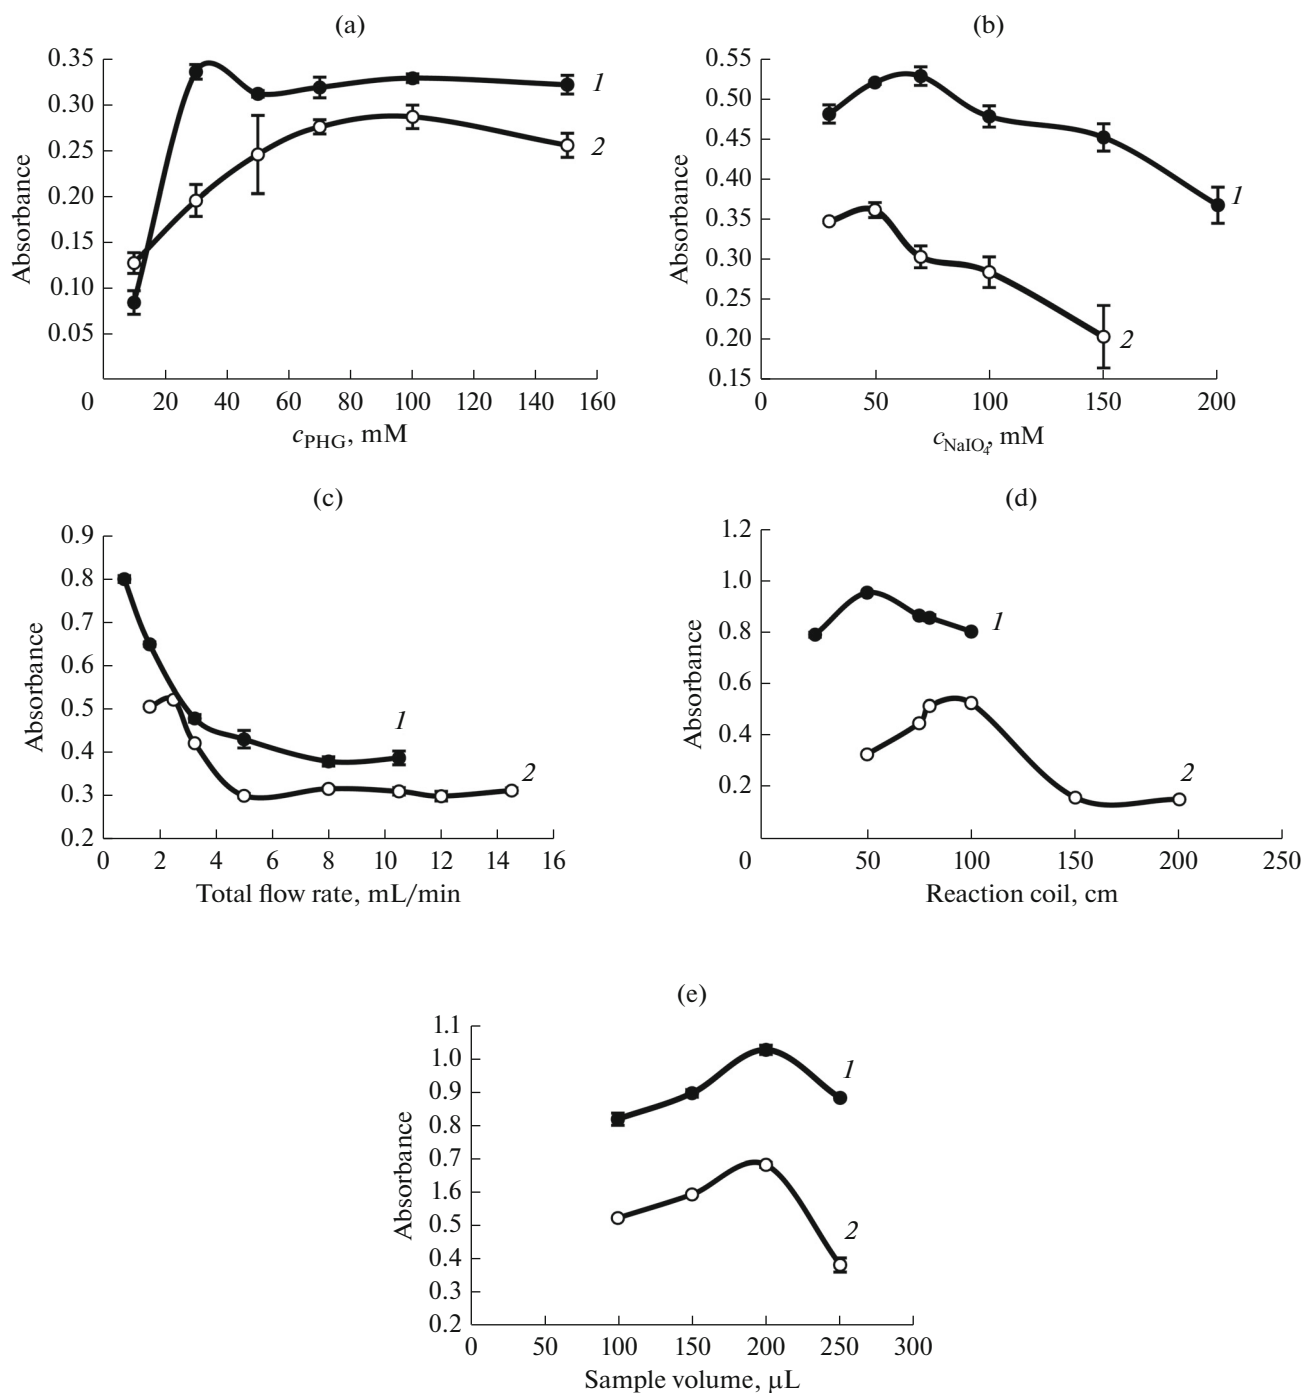 (a)
0.35
0.30
0.25
0.20
0.15
0.10
0.05
Absorbance
1
2
0 20 40 60 80 100 120 140 160
cPHG, mM
(b)
0.55
0.50
0.45
0.40
0.35
0.30
0.25
0.20
0.15
Absorbance
1
2
0 50 100 150 200
cNaIO4, mM
(c)
0.9
0.8
0.7
0.6
0.5
0.4
0.3
0.2
Absorbance
1
2
0 2 4 6 8 10 12 14 16
Total flow rate, mL/min
(d)
1.2
1.0
0.8
0.6
0.4
0.2
Absorbance
1
2
0 50 100 150 200 250
Reaction coil, cm
(e)
1.1
1.0
0.9
0.8
0.7
1.6
0.5
0.4
0.3
0.2
Absorbance
1
2
0 50 100 150 200 250 300
Sample volume, μL